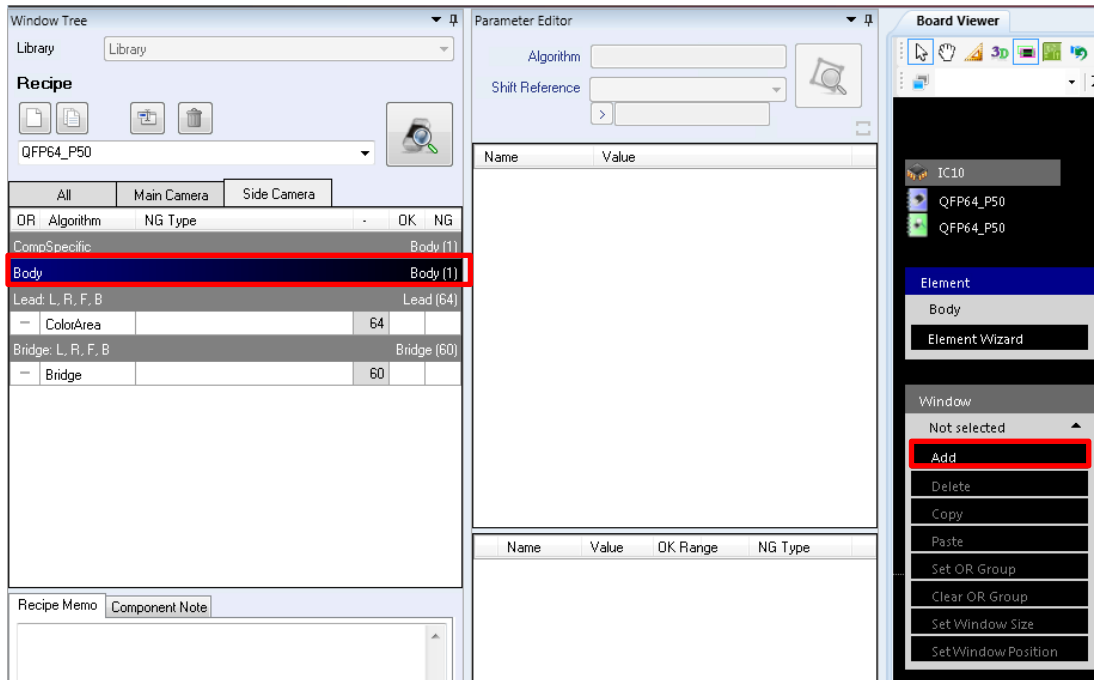 Window Tree
Library
Library
Recipe
QFP64_P50
All
Main Camera
Side Camera
OR Algorithm NG Type - OK NG
CompSpecific Body (1)
Body Body (1)
Lead: L, R, F, B Lead (64)
ColorArea 64
Bridge: L, R, F, B Bridge (60)
Bridge 60
Recipe Memo
Component Note
Parameter Editor
Algorithm
Shift Reference
>
Name Value
Name Value OK Range NG Type
Board Viewer
3D
IC10
QFP64_P50
QFP64_P50
Element
Body
Element Wizard
Window
Not selected
Add
Delete
Copy
Paste
Set OR Group
Clear OR Group
Set Window Size
Set Window Position